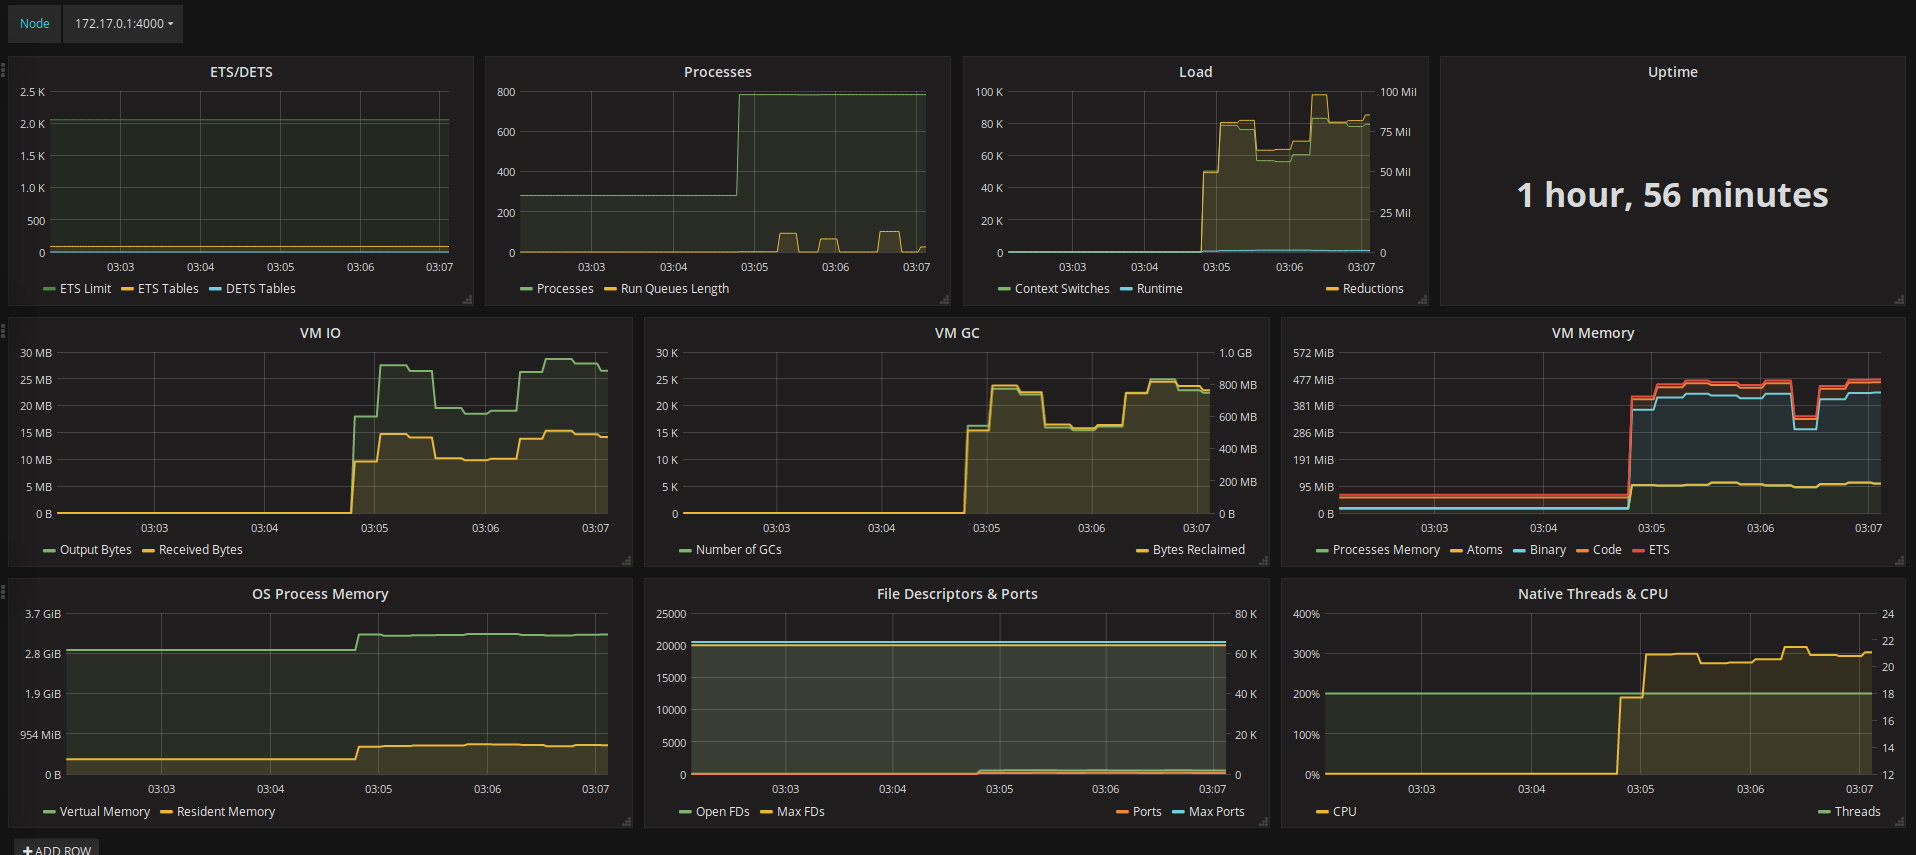 Node 172.17.0.1:4000
ETS/DETS
2.5 K
2.0 K
1.5 K
1.0 K
500
0
03:03 03:04 03:05 03:06 03:07
ETS Limit ETS Tables DETS Tables
Processes
800
600
400
200
0
03:03 03:04 03:05 03:06 03:07
Processes Run Queues Length
Load
100 K 100 Mil
80 K 75 Mil
60 K 50 Mil
40 K 25 Mil
20 K 0
0
03:03 03:04 03:05 03:06 03:07
Context Switches Runtime Reductions
Uptime
1 hour, 56 minutes
VM IO
30 MB
25 MB
20 MB
15 MB
10 MB
5 MB
0 B
03:03 03:04 03:05 03:06 03:07
Output Bytes Received Bytes
VM GC
30 K 1.0 GB
25 K 800 MB
20 K 600 MB
15 K 400 MB
10 K 200 MB
5 K 0 B
0
03:03 03:04 03:05 03:06 03:07
Number of GCs Bytes Reclaimed
VM Memory
572 MiB
477 MiB
381 MiB
286 MiB
191 MiB
95 MiB
0 B
03:03 03:04 03:05 03:06 03:07
Processes Memory Atoms Binary Code ETS
OS Process Memory
3.7 GiB
2.8 GiB
1.9 GiB
954 MiB
0 B
03:03 03:04 03:05 03:06 03:07
Vertual Memory Resident Memory
File Descriptors & Ports
25000 80 K
20000 60 K
15000 40 K
10000 20 K
5000 0
0
03:03 03:04 03:05 03:06 03:07
Open FDs Max FDs Ports Max Ports
Native Threads & CPU
400% 24
300% 22
200% 20
100% 18
0% 16
14
12
03:03 03:04 03:05 03:06 03:07
CPU Threads
ADD ROW